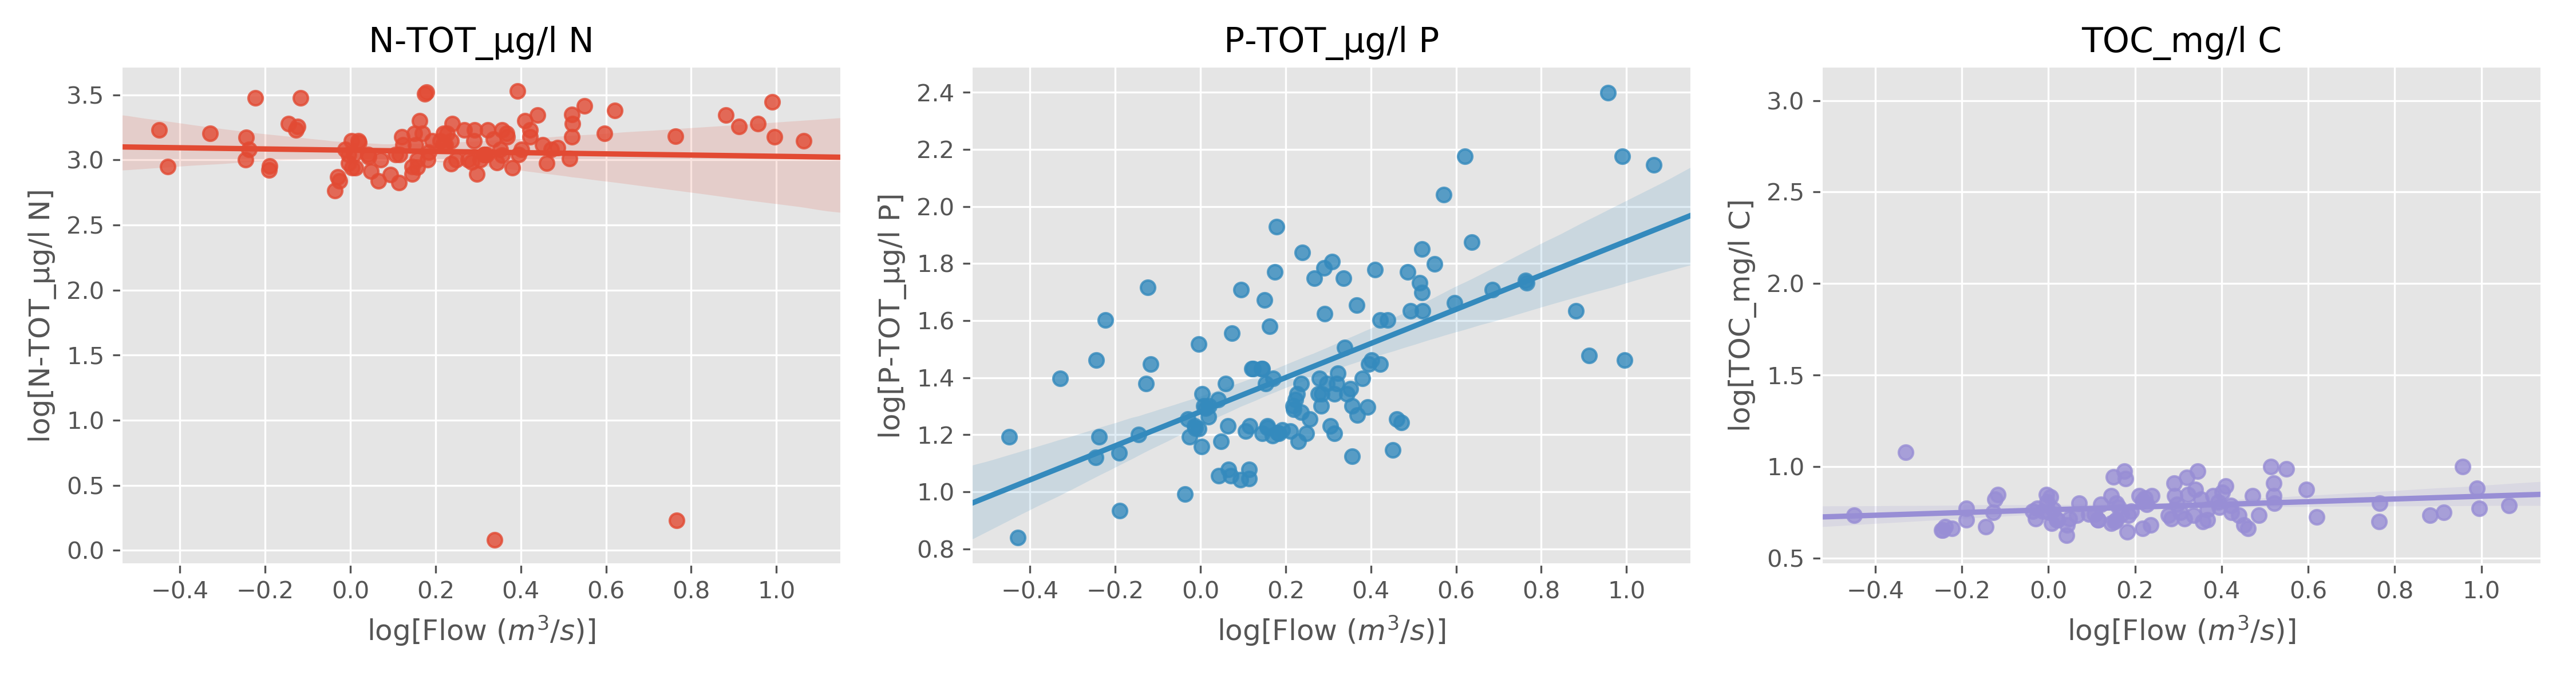 N-TOT_µg/l N
log[N-TOT_µg/l N]
3.5
3.0
2.5
2.0
1.5
1.0
0.5
0.0
−0.4 −0.2 0.0 0.2 0.4 0.6 0.8 1.0
log[Flow (m³/s)]
P-TOT_µg/l P
log[P-TOT_µg/l P]
2.4
2.2
2.0
1.8
1.6
1.4
1.2
1.0
0.8
−0.4 −0.2 0.0 0.2 0.4 0.6 0.8 1.0
log[Flow (m³/s)]
TOC_mg/l C
log[TOC_mg/l C]
3.0
2.5
2.0
1.5
1.0
0.5
−0.4 −0.2 0.0 0.2 0.4 0.6 0.8 1.0
log[Flow (m³/s)]